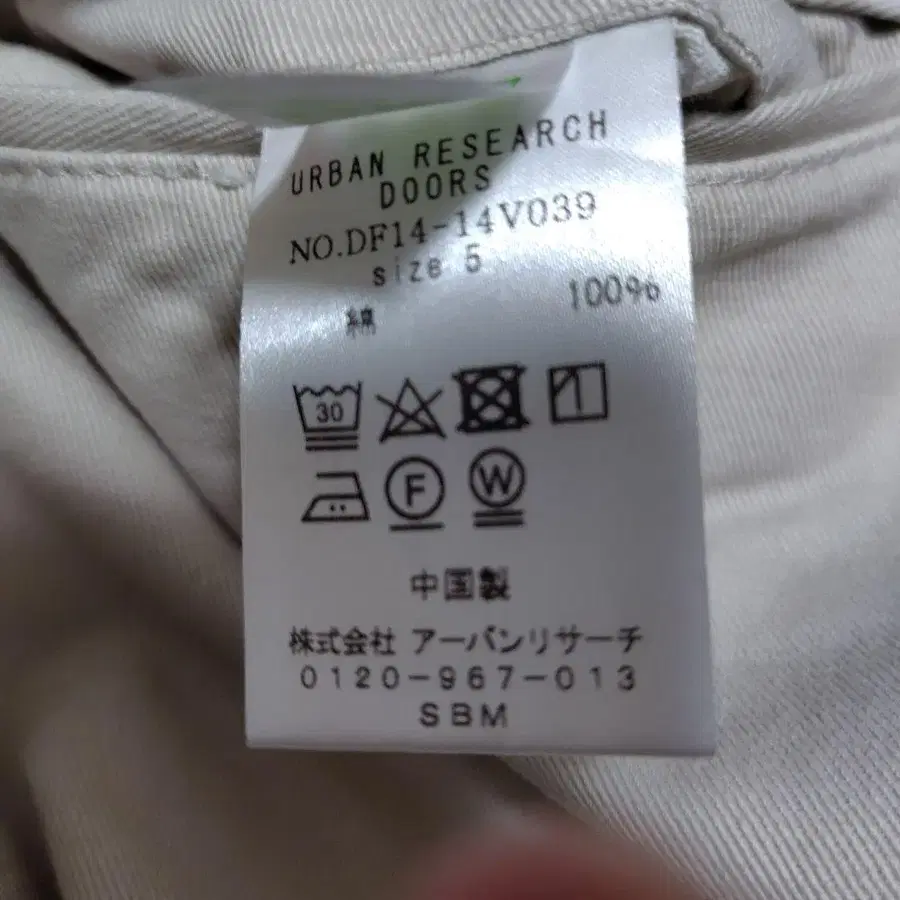 URBAN RESEARCH
DOORS
NO.DF14-14V039
size 5
綿 100%
30
F W
中国製
株式会社 アーバンリサーチ
0120-967-013
SBM